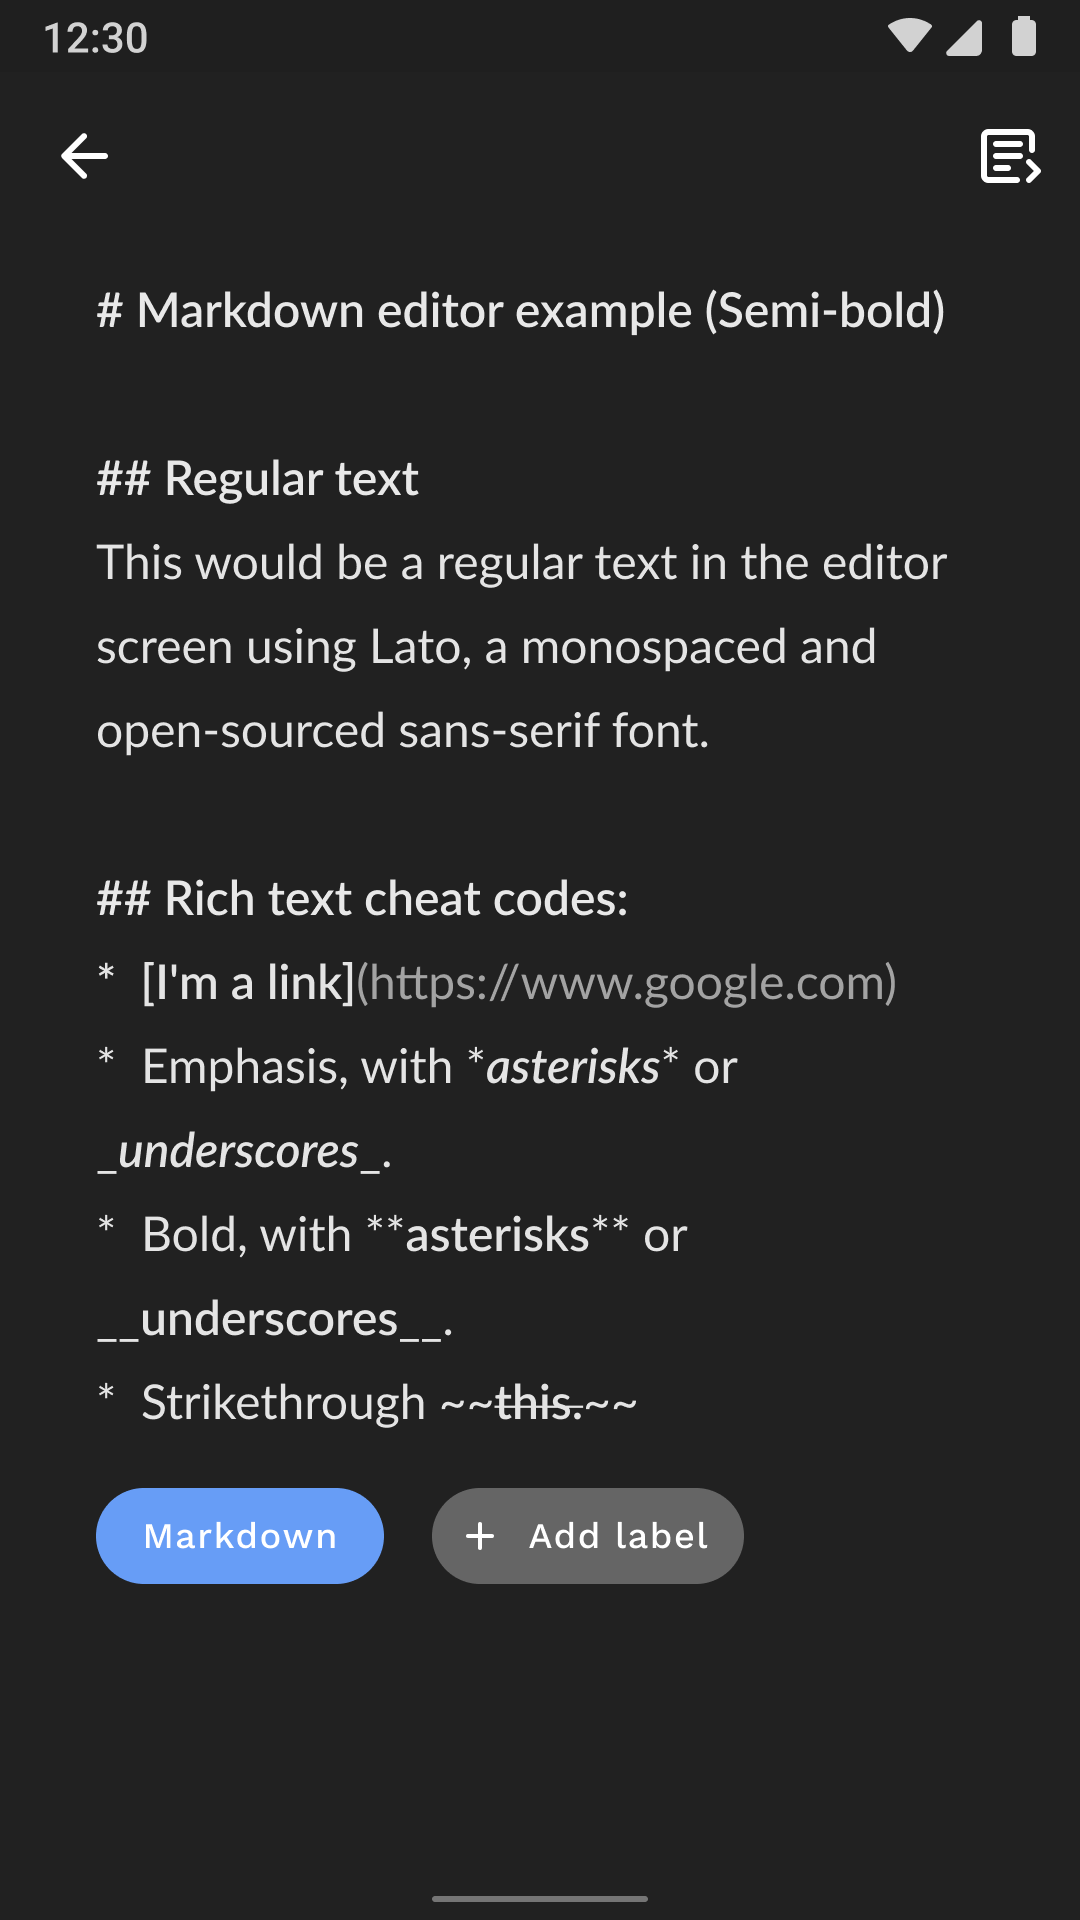 12:30
# Markdown editor example (Semi-bold)
## Regular text
This would be a regular text in the editor
screen using Lato, a monospaced and
open-sourced sans-serif font.
## Rich text cheat codes:
* [I'm a link](https://www.google.com)
* Emphasis, with *asterisks* or
_underscores_.
* Bold, with **asterisks** or
__underscores__.
* Strikethrough ~~this.~~
Markdown + Add label